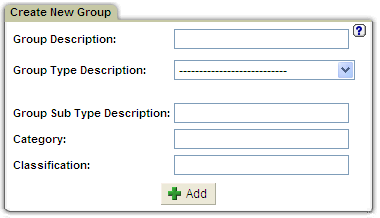 Create New Group
Group Description:
?
Group Type Description:
---------------------------
Group Sub Type Description:
Category:
Classification:
Add